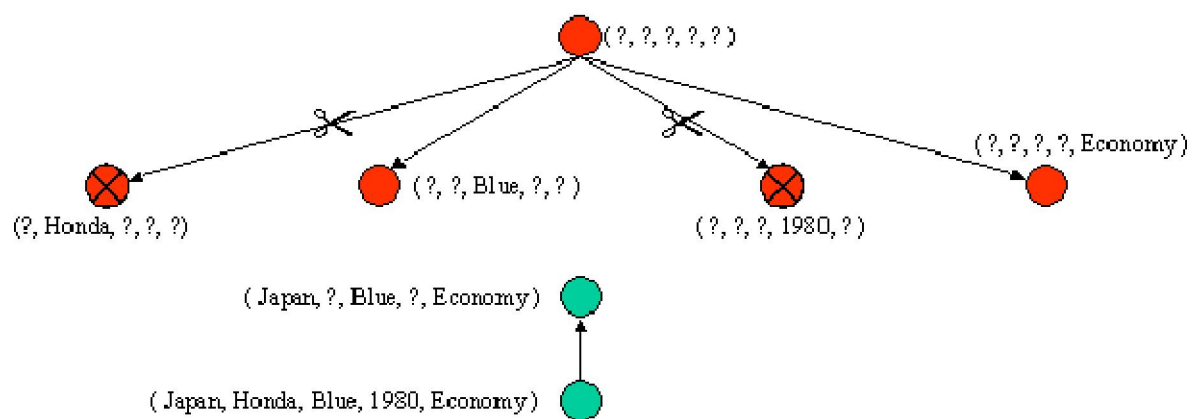 ( ?, ?, ?, ?, ? )
( ?, ?, ?, ?, Economy )
( ?, ?, Blue, ?, ? )
(?, Honda, ?, ?, ?)
( ?, ?, ?, 1980, ? )
( Japan, ?, Blue, ?, Economy )
( Japan, Honda, Blue, 1980, Economy )